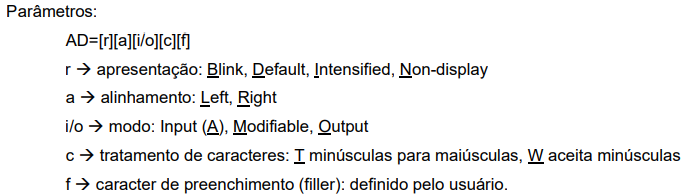 Parâmetros:
AD=[r][a][i/o][c][f]
r → apresentação: Blink, Default, Intensified, Non-display
a → alinhamento: Left, Right
i/o → modo: Input (A), Modifiable, Output
c → tratamento de caracteres: T minúsculas para maiúsculas, W aceita minúsculas
f → caracter de preenchimento (filler): definido pelo usuário.